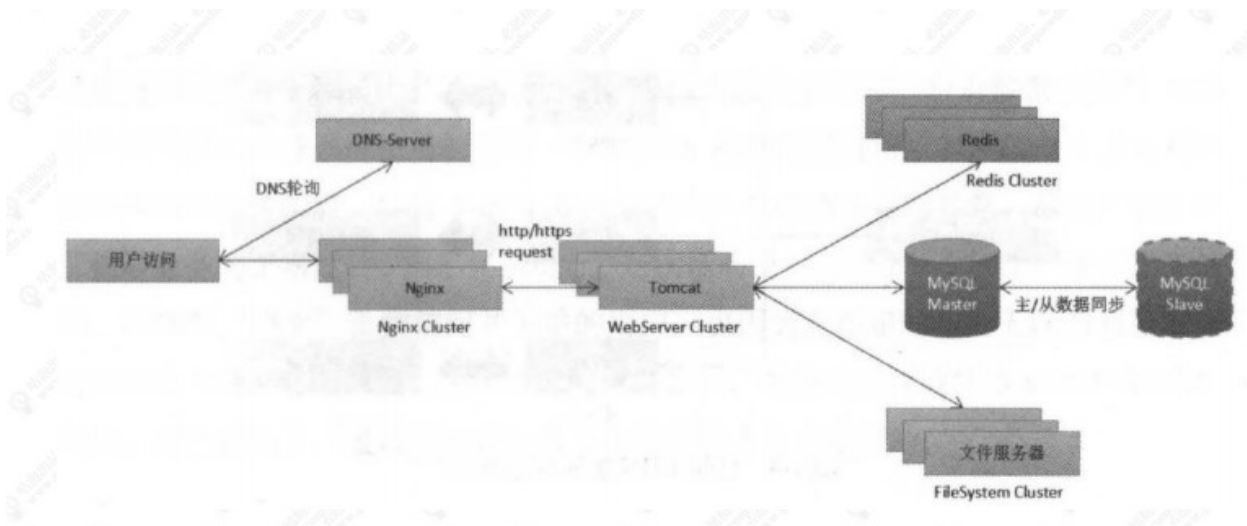 DNS-Server
DNS轮询
用户访问
Nginx
Nginx Cluster
http/https
request
Tomcat
WebServer Cluster
Redis
Redis Cluster
MySQL
Master
主/从数据同步
MySQL
Slave
文件服务器
FileSystem Cluster